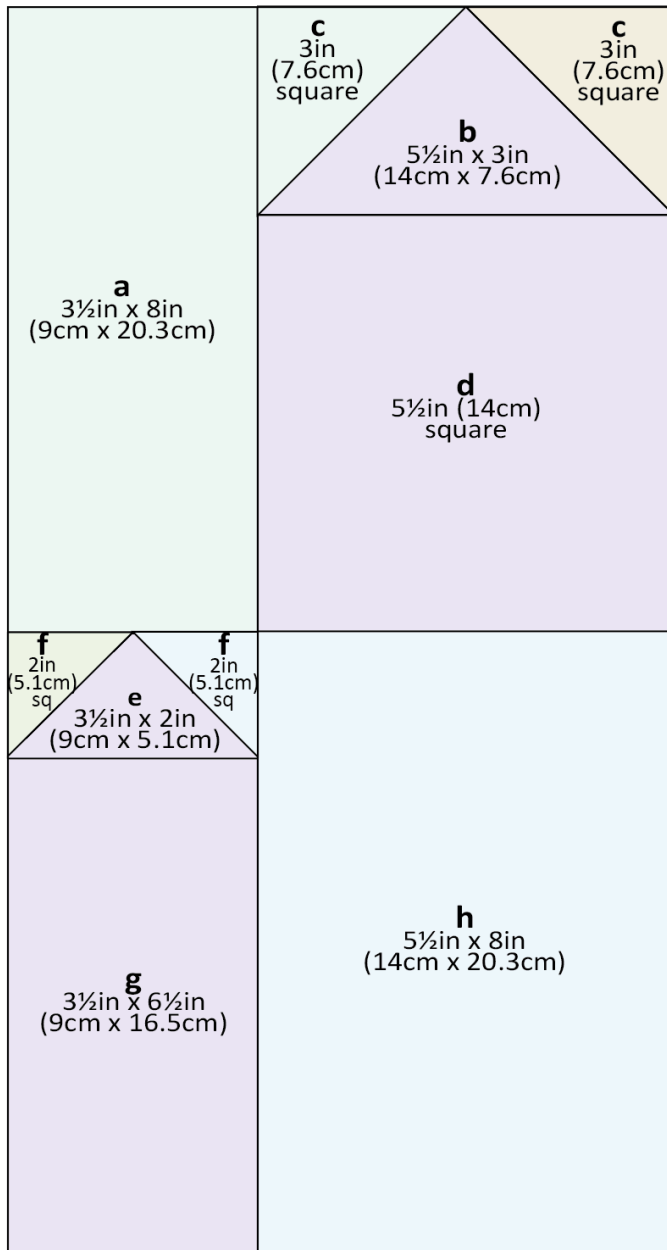 c
3in
(7.6cm)
square
c
3in
(7.6cm)
square
b
5½in x 3in
(14cm x 7.6cm)
a
3½in x 8in
(9cm x 20.3cm)
d
5½in (14cm)
square
f
2in
(5.1cm)
sq
f
2in
(5.1cm)
sq
e
3½in x 2in
(9cm x 5.1cm)
g
3½in x 6½in
(9cm x 16.5cm)
h
5½in x 8in
(14cm x 20.3cm)